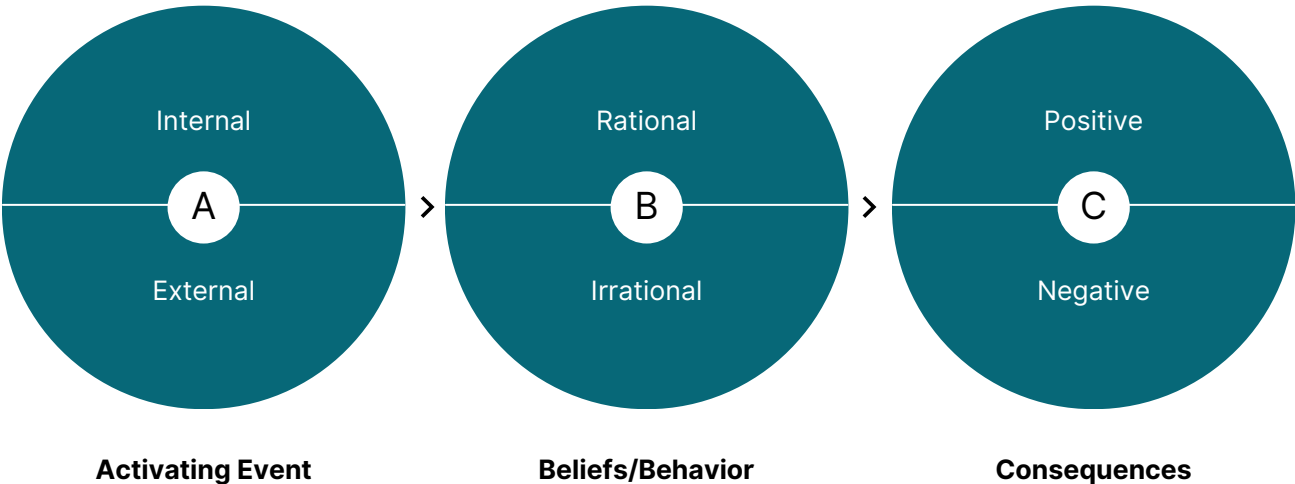 Internal
A
External
Activating Event
Rational
B
Irrational
Beliefs/Behavior
Positive
C
Negative
Consequences